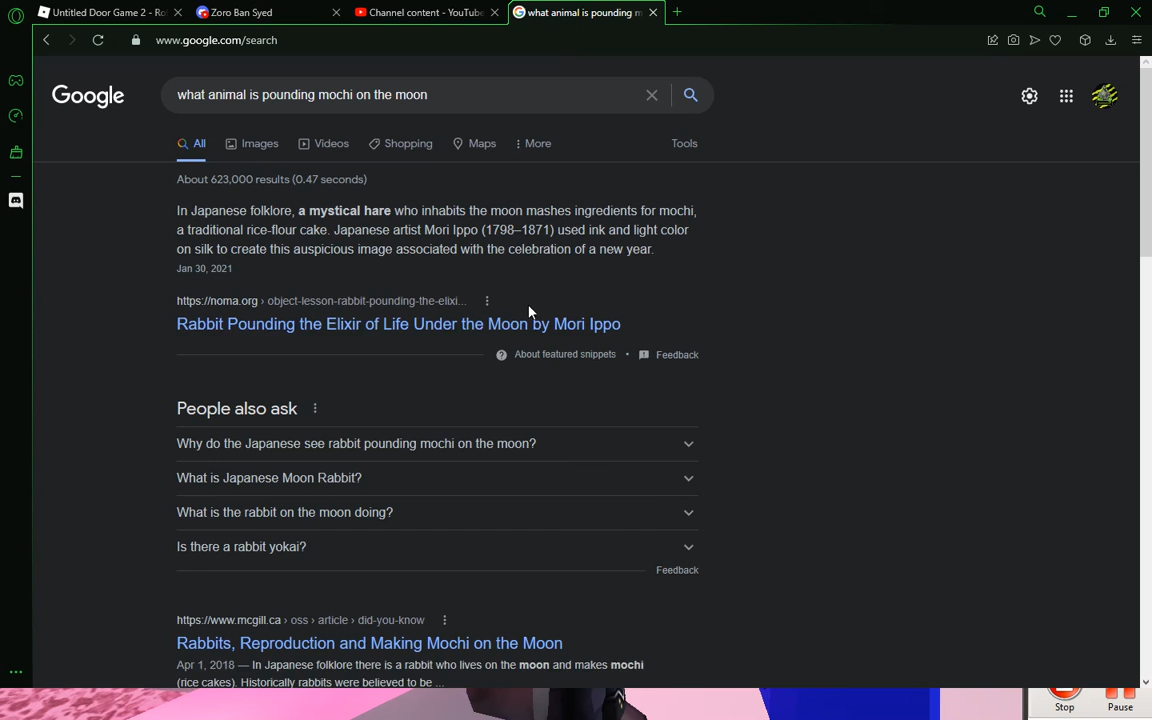 Untitled Door Game 2 - Ro
Zoro Ban Syed
Channel content - YouTube
what animal is pounding m
www.google.com/search
Google
what animal is pounding mochi on the moon
All
Images
Videos
Shopping
Maps
More
Tools
About 623,000 results (0.47 seconds)
In Japanese folklore, a mystical hare who inhabits the moon mashes ingredients for mochi,
a traditional rice-flour cake. Japanese artist Mori Ippo (1798–1871) used ink and light color
on silk to create this auspicious image associated with the celebration of a new year.
Jan 30, 2021
https://noma.org › object-lesson-rabbit-pounding-the-elixi...
Rabbit Pounding the Elixir of Life Under the Moon by Mori Ippo
About featured snippets • Feedback
People also ask
Why do the Japanese see rabbit pounding mochi on the moon?
What is Japanese Moon Rabbit?
What is the rabbit on the moon doing?
Is there a rabbit yokai?
Feedback
https://www.mcgill.ca › oss › article › did-you-know
Rabbits, Reproduction and Making Mochi on the Moon
Apr 1, 2018 — In Japanese folklore there is a rabbit who lives on the moon and makes mochi
(rice cakes). Historically rabbits were believed to be ...
Stop
Pause